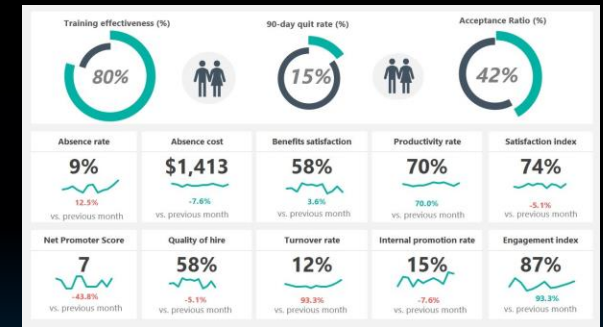 Training effectiveness (%)
90-day quit rate (%)
Acceptance Ratio (%)
80%
15%
42%
Absence rate
Absence cost
Benefits satisfaction
Productivity rate
Satisfaction index
9%
$1,413
58%
70%
74%
12.5%
-7.6%
3.6%
70.0%
-5.1%
vs. previous month
vs. previous month
vs. previous month
vs. previous month
vs. previous month
Net Promoter Score
Quality of hire
Turnover rate
Internal promotion rate
Engagement index
7
58%
12%
15%
87%
-43.8%
-5.1%
93.3%
-7.6%
93.3%
vs. previous month
vs. previous month
vs. previous month
vs. previous month
vs. previous month